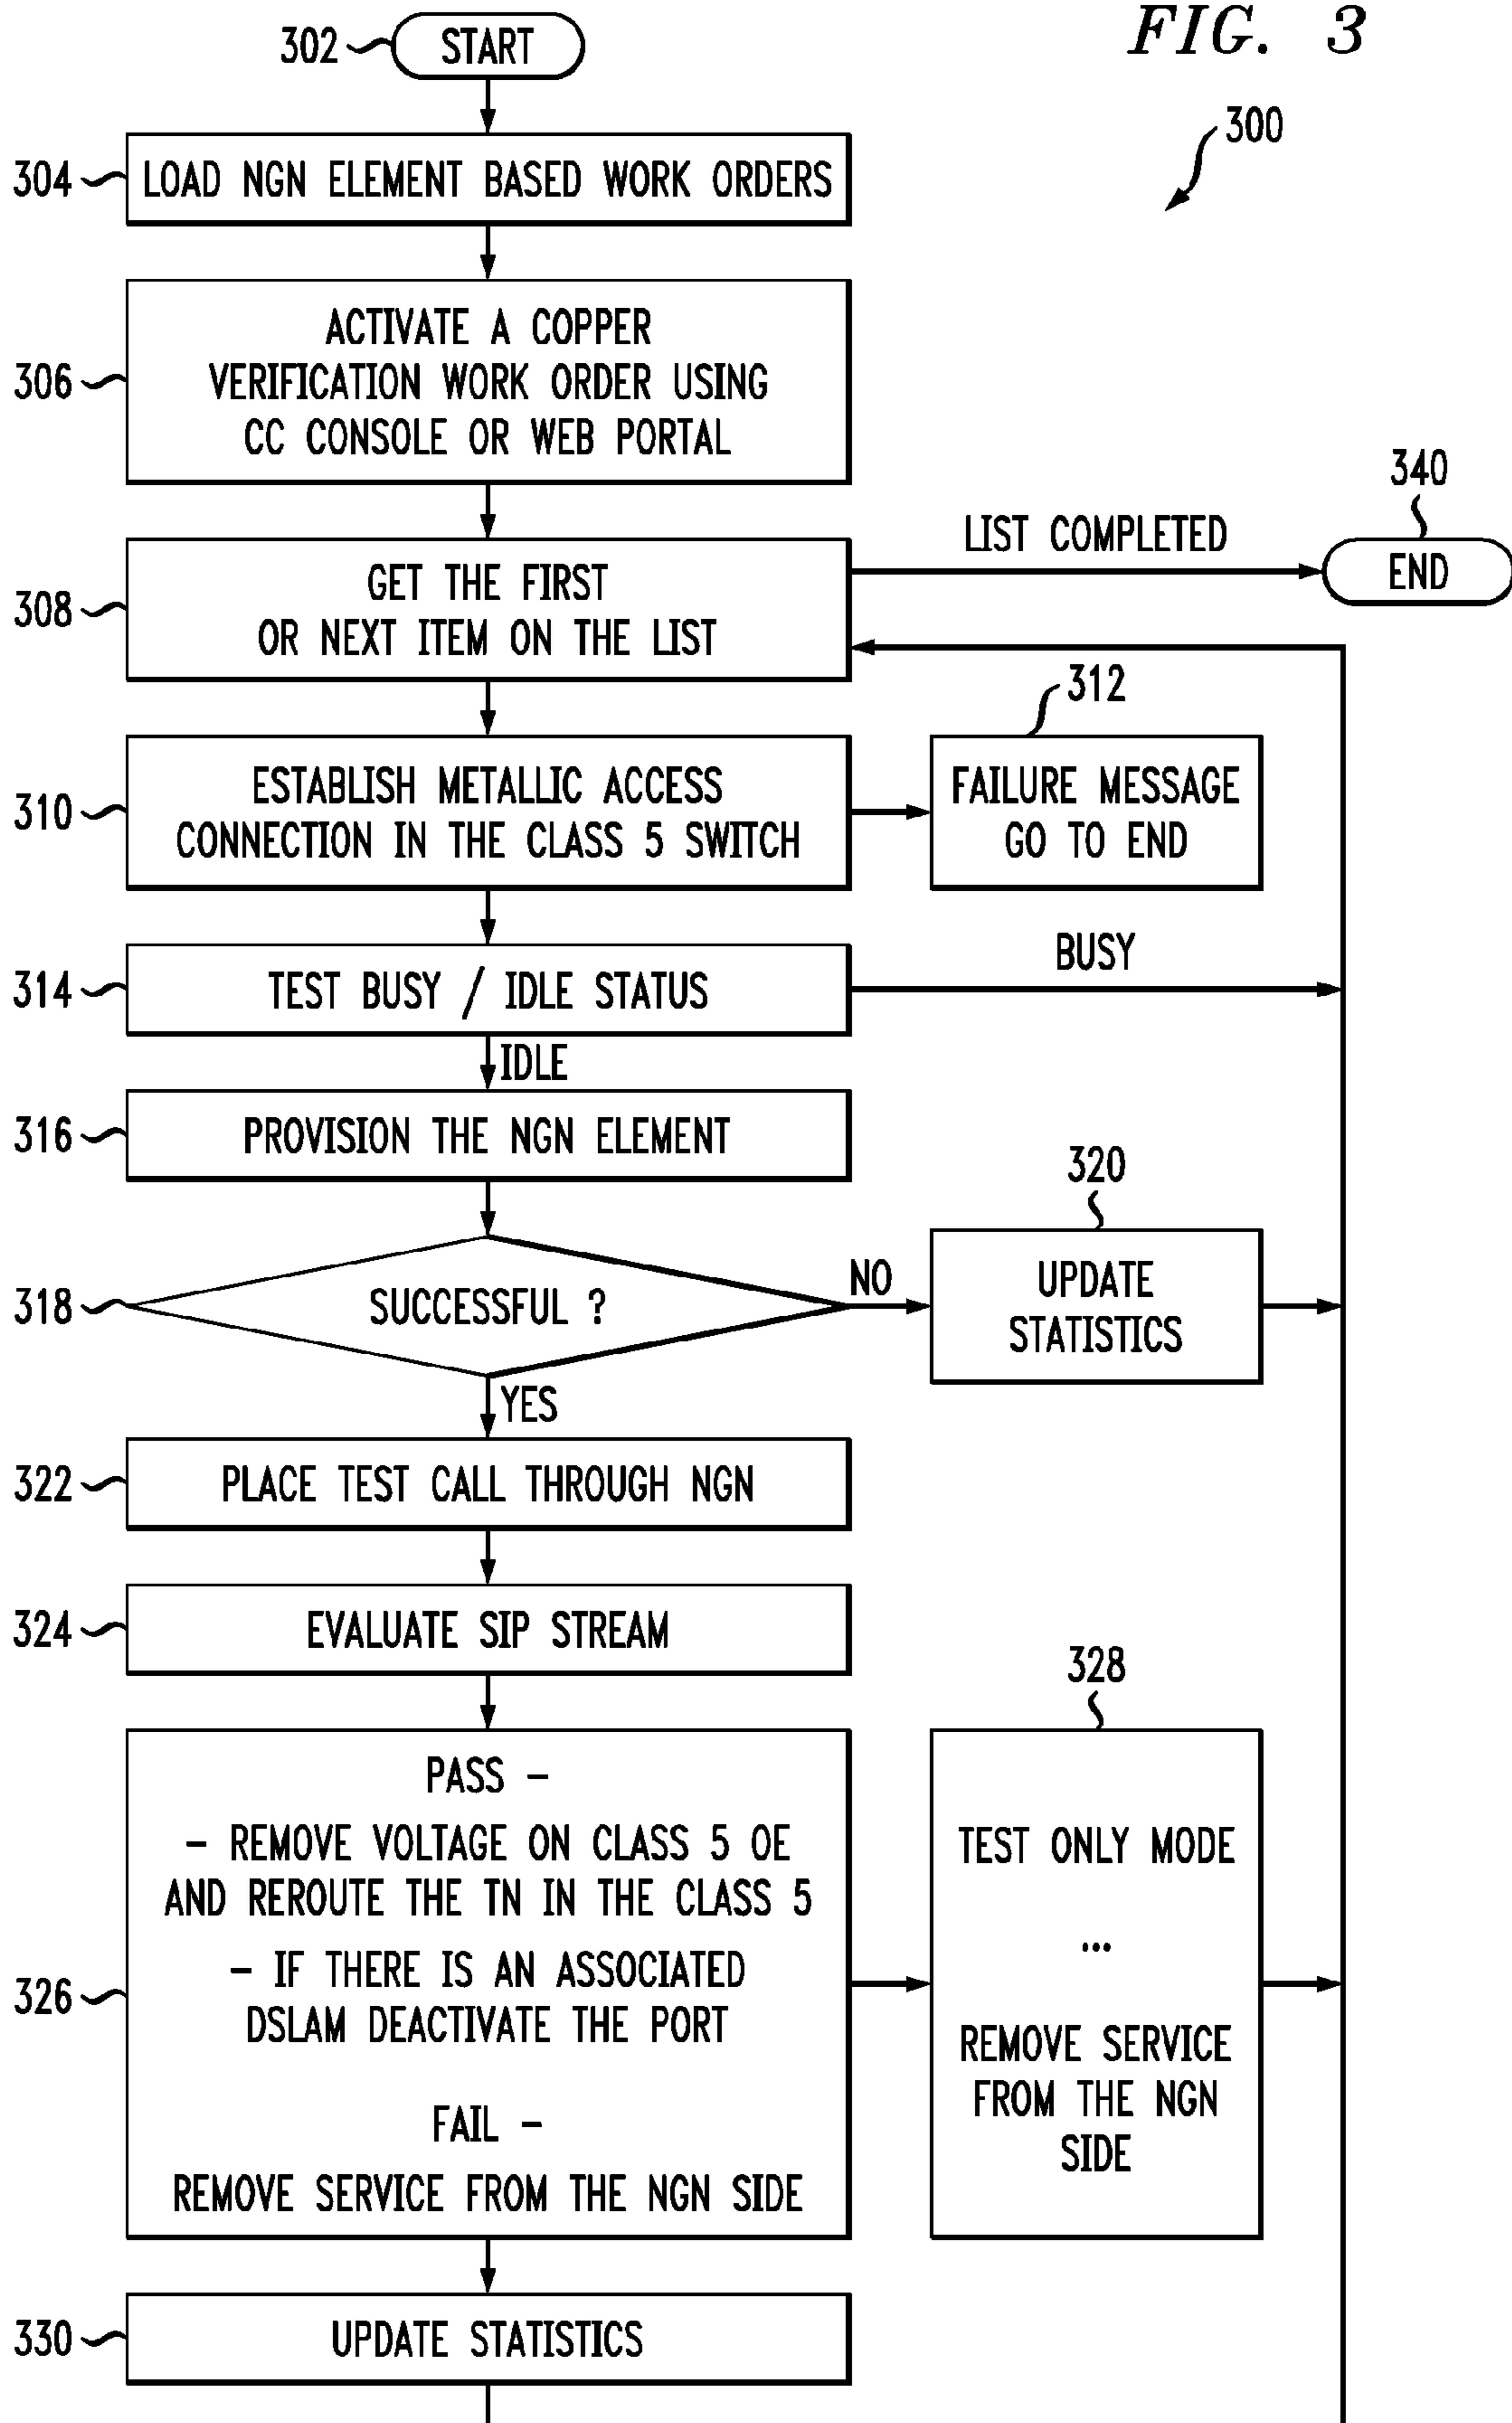 FIG. 3
300
302
START
304
LOAD NGN ELEMENT BASED WORK ORDERS
306
ACTIVATE A COPPER
VERIFICATION WORK ORDER USING
CC CONSOLE OR WEB PORTAL
308
GET THE FIRST
OR NEXT ITEM ON THE LIST
LIST COMPLETED
340
END
310
ESTABLISH METALLIC ACCESS
CONNECTION IN THE CLASS 5 SWITCH
312
FAILURE MESSAGE
GO TO END
314
TEST BUSY / IDLE STATUS
BUSY
IDLE
316
PROVISION THE NGN ELEMENT
318
SUCCESSFUL ?
NO
320
UPDATE
STATISTICS
YES
322
PLACE TEST CALL THROUGH NGN
324
EVALUATE SIP STREAM
326
PASS –
– REMOVE VOLTAGE ON CLASS 5 OE
AND REROUTE THE TN IN THE CLASS 5
– IF THERE IS AN ASSOCIATED
DSLAM DEACTIVATE THE PORT
FAIL –
REMOVE SERVICE FROM THE NGN SIDE
328
TEST ONLY MODE
...
REMOVE SERVICE
FROM THE NGN
SIDE
330
UPDATE STATISTICS